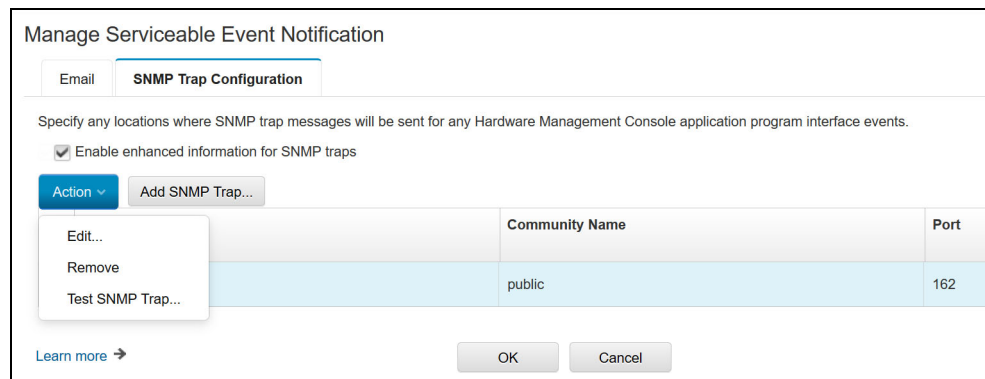 Manage Serviceable Event Notification
Email SNMP Trap Configuration
Specify any locations where SNMP trap messages will be sent for any Hardware Management Console application program interface events.
Enable enhanced information for SNMP traps
Action Add SNMP Trap...
Community Name Port
Edit...
Remove
public 162
Test SNMP Trap...
Learn more
OK Cancel